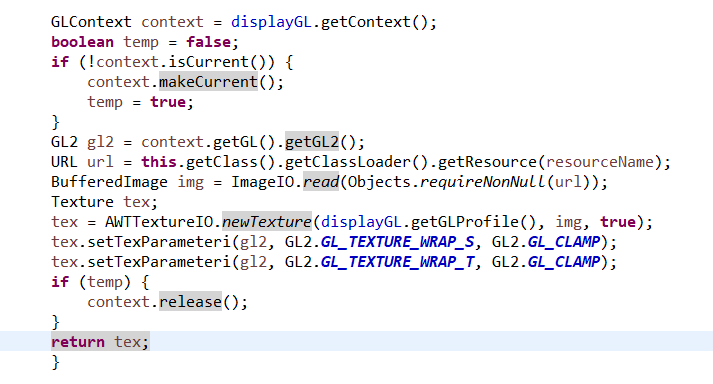 GLContext context = displayGL.getContext();
boolean temp = false;
if (!context.isCurrent()) {
    context.makeCurrent();
    temp = true;
}
GL2 gl2 = context.getGL().getGL2();
URL url = this.getClass().getClassLoader().getResource(resourceName);
BufferedImage img = ImageIO.read(Objects.requireNonNull(url));
Texture tex;
tex = AWTTextureIO.newTexture(displayGL.getGLProfile(), img, true);
tex.setTexParameteri(gl2, GL2.GL_TEXTURE_WRAP_S, GL2.GL_CLAMP);
tex.setTexParameteri(gl2, GL2.GL_TEXTURE_WRAP_T, GL2.GL_CLAMP);
if (temp) {
    context.release();
}
return tex;
}